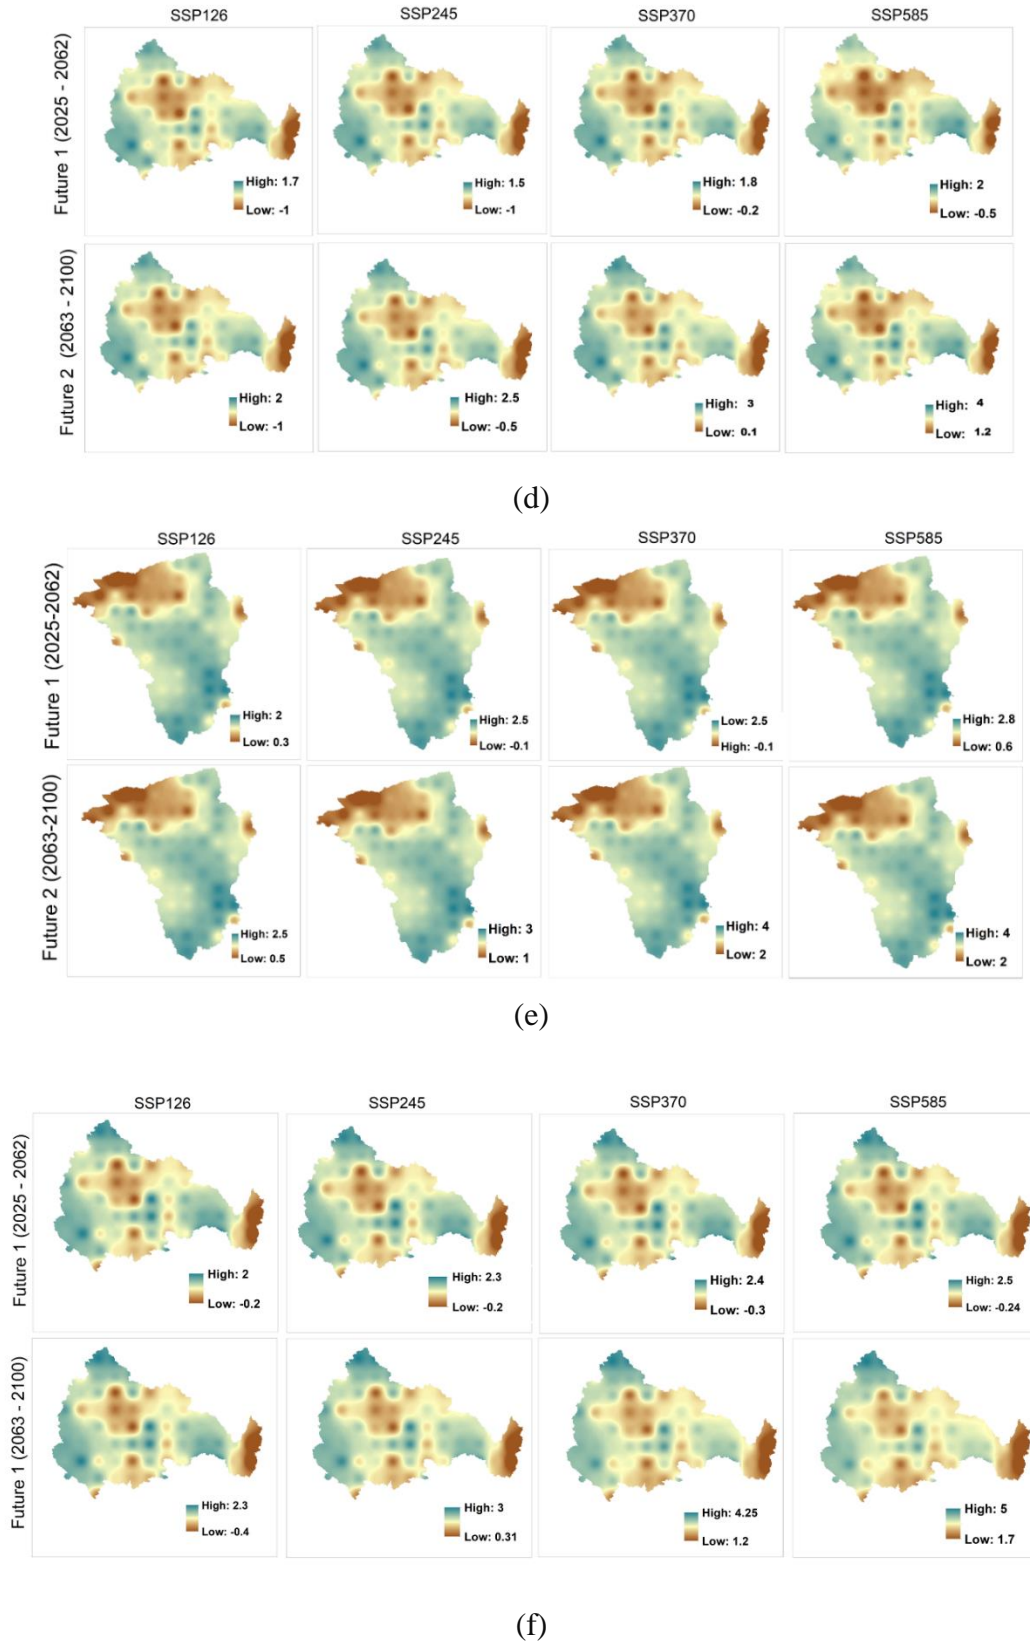 SSP126 SSP245 SSP370 SSP585
Future 1 (2025 - 2062)
High: 1.7
Low: -1
High: 1.5
Low: -1
High: 1.8
Low: -0.2
High: 2
Low: -0.5
Future 2 (2063 - 2100)
High: 2
Low: -1
High: 2.5
Low: -0.5
High: 3
Low: 0.1
High: 4
Low: 1.2
(d)
SSP126 SSP245 SSP370 SSP585
Future 1 (2025-2062)
High: 2
Low: 0.3
High: 2.5
Low: -0.1
Low: 2.5
High: -0.1
High: 2.8
Low: 0.6
Future 2 (2063-2100)
High: 2.5
Low: 0.5
High: 3
Low: 1
High: 4
Low: 2
High: 4
Low: 2
(e)
SSP126 SSP245 SSP370 SSP585
Future 1 (2025 - 2062)
High: 2
Low: -0.2
High: 2.3
Low: -0.2
High: 2.4
Low: -0.3
High: 2.5
Low: -0.24
Future 1 (2063 - 2100)
High: 2.3
Low: -0.4
High: 3
Low: 0.31
High: 4.25
Low: 1.2
High: 5
Low: 1.7
(f)